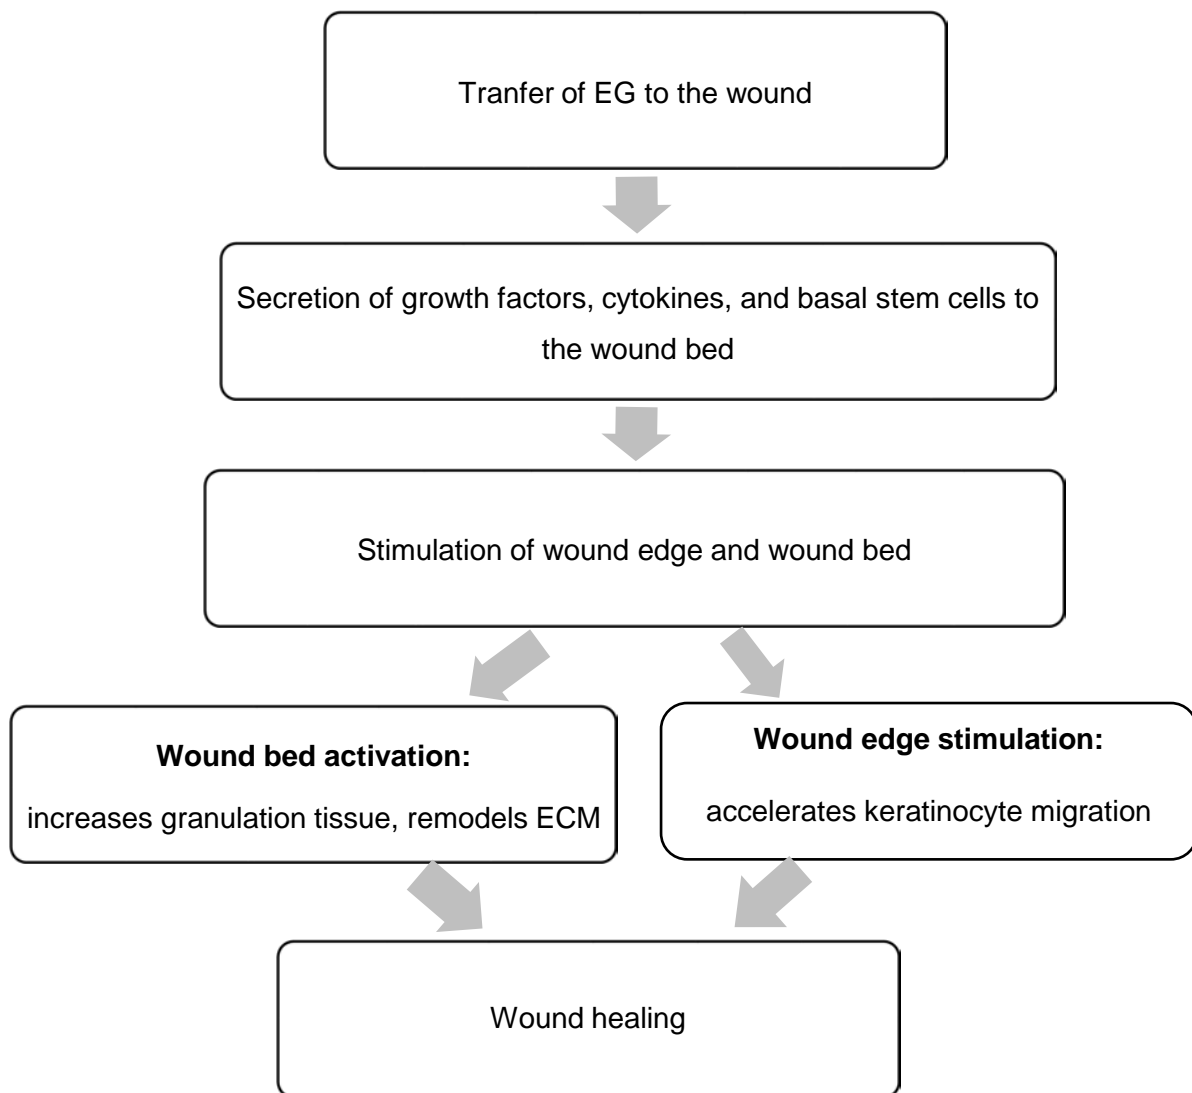 Tranfer of EG to the wound
Secretion of growth factors, cytokines, and basal stem cells to
the wound bed
Stimulation of wound edge and wound bed
Wound bed activation:
increases granulation tissue, remodels ECM
Wound edge stimulation:
accelerates keratinocyte migration
Wound healing